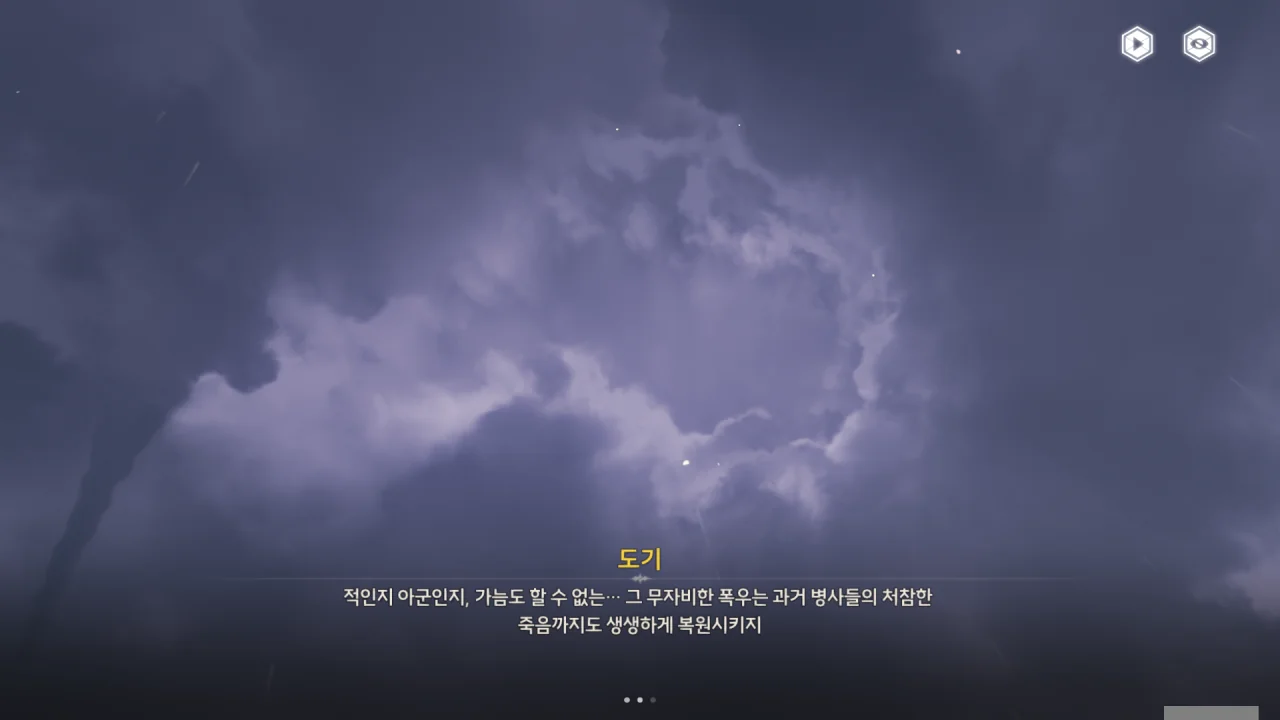 도기
적인지 아군인지, 가늠도 할 수 없는… 그 무자비한 폭우는 과거 병사들의 처참한
죽음까지도 생생하게 복원시키지